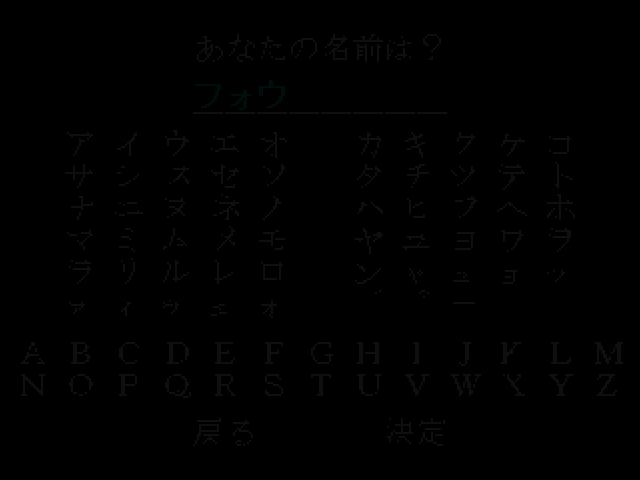 あなたの名前は？
フォウ
ア イ ウ エ オ カ キ ク ケ コ
サ シ ス セ ソ タ チ ツ テ ト
ナ ニ ヌ ネ ノ ハ ヒ フ ヘ ホ
マ ミ ム メ モ ヤ ユ ヨ ワ ヲ
ラ リ ル レ ロ ン ャ ュ ョ ッ
ァ ィ ゥ ェ ォ ゛ ゜ ー
A B C D E F G H I J K L M
N O P Q R S T U V W X Y Z
戻る 決定